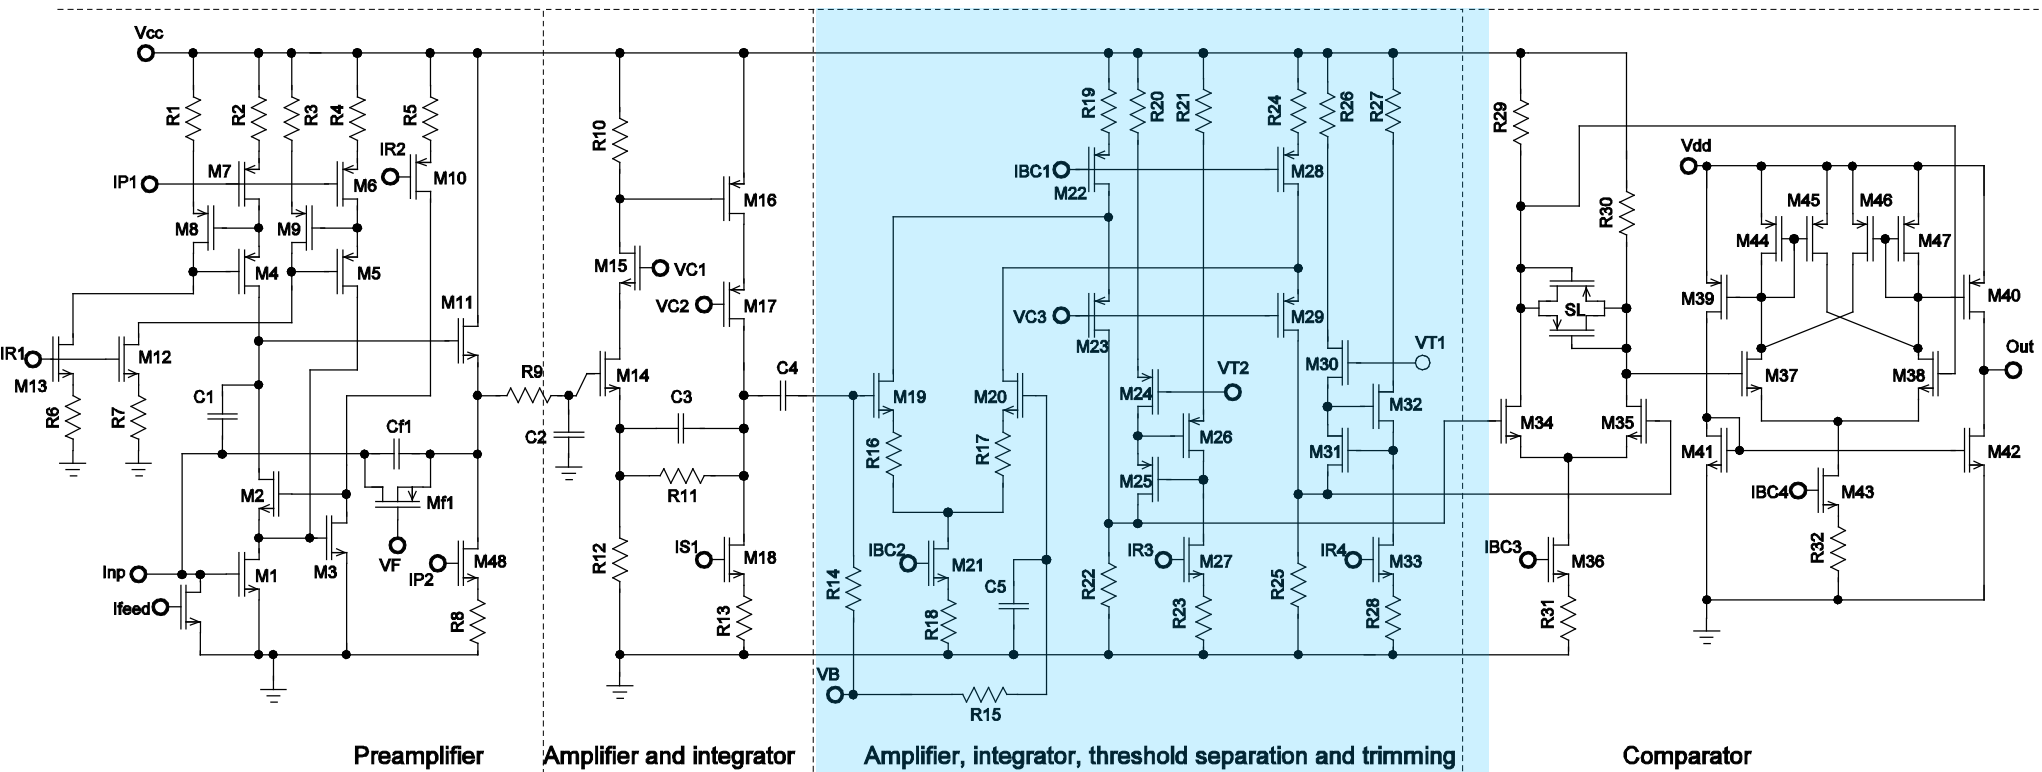 Vcc
R1
R2
R3
R4
R5
IR2
IP1
M7
M6
M10
M8
M9
M4
M5
M11
IR1
M13
M12
R6
R7
C1
Cf1
M2
Mf1
VF
M3
Inp
M1
Ifeed
IP2
M48
R8
R9
C2
R10
M16
M15
VC1
VC2
M17
M14
C3
C4
R11
R12
IS1
M18
R13
R19
R20
R21
R24
R26
R27
IBC1
M22
M28
VC3
M23
M29
M30
VT1
VT2
M24
M19
M20
M32
M26
R16
R17
M25
M31
IBC2
M21
R14
R18
C5
IR3
M27
IR4
M33
R22
R23
R25
R28
VB
R15
R29
R30
SL
M34
M35
IBC3
M36
R31
Vdd
M45
M46
M44
M47
M39
M40
Out
M37
M38
M41
M42
IBC4
M43
R32
Preamplifier
Amplifier and integrator
Amplifier, integrator, threshold separation and trimming
Comparator